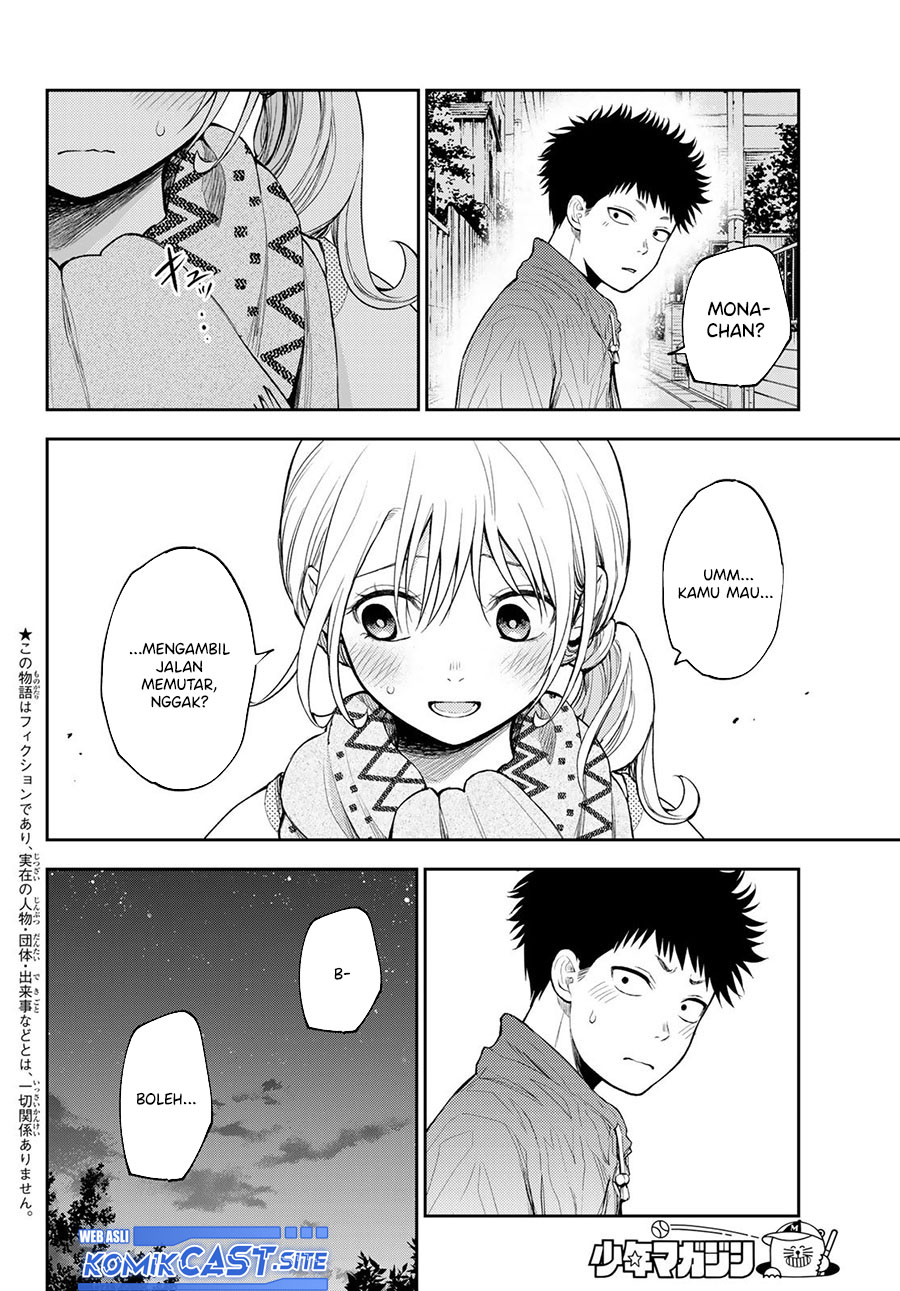 MONA-
CHAN?
ギュッ
UMM...
KAMU MAU...
...MENGAMBIL
JALAN
MEMUTAR,
NGGAK?
B-
BOLEH...
★この物語はフィクションであり、実在の人物・団体・出来事などとは、一切関係ありません。
WEB ASLI
KOMIKCAST.SITE
少年マガジン
M